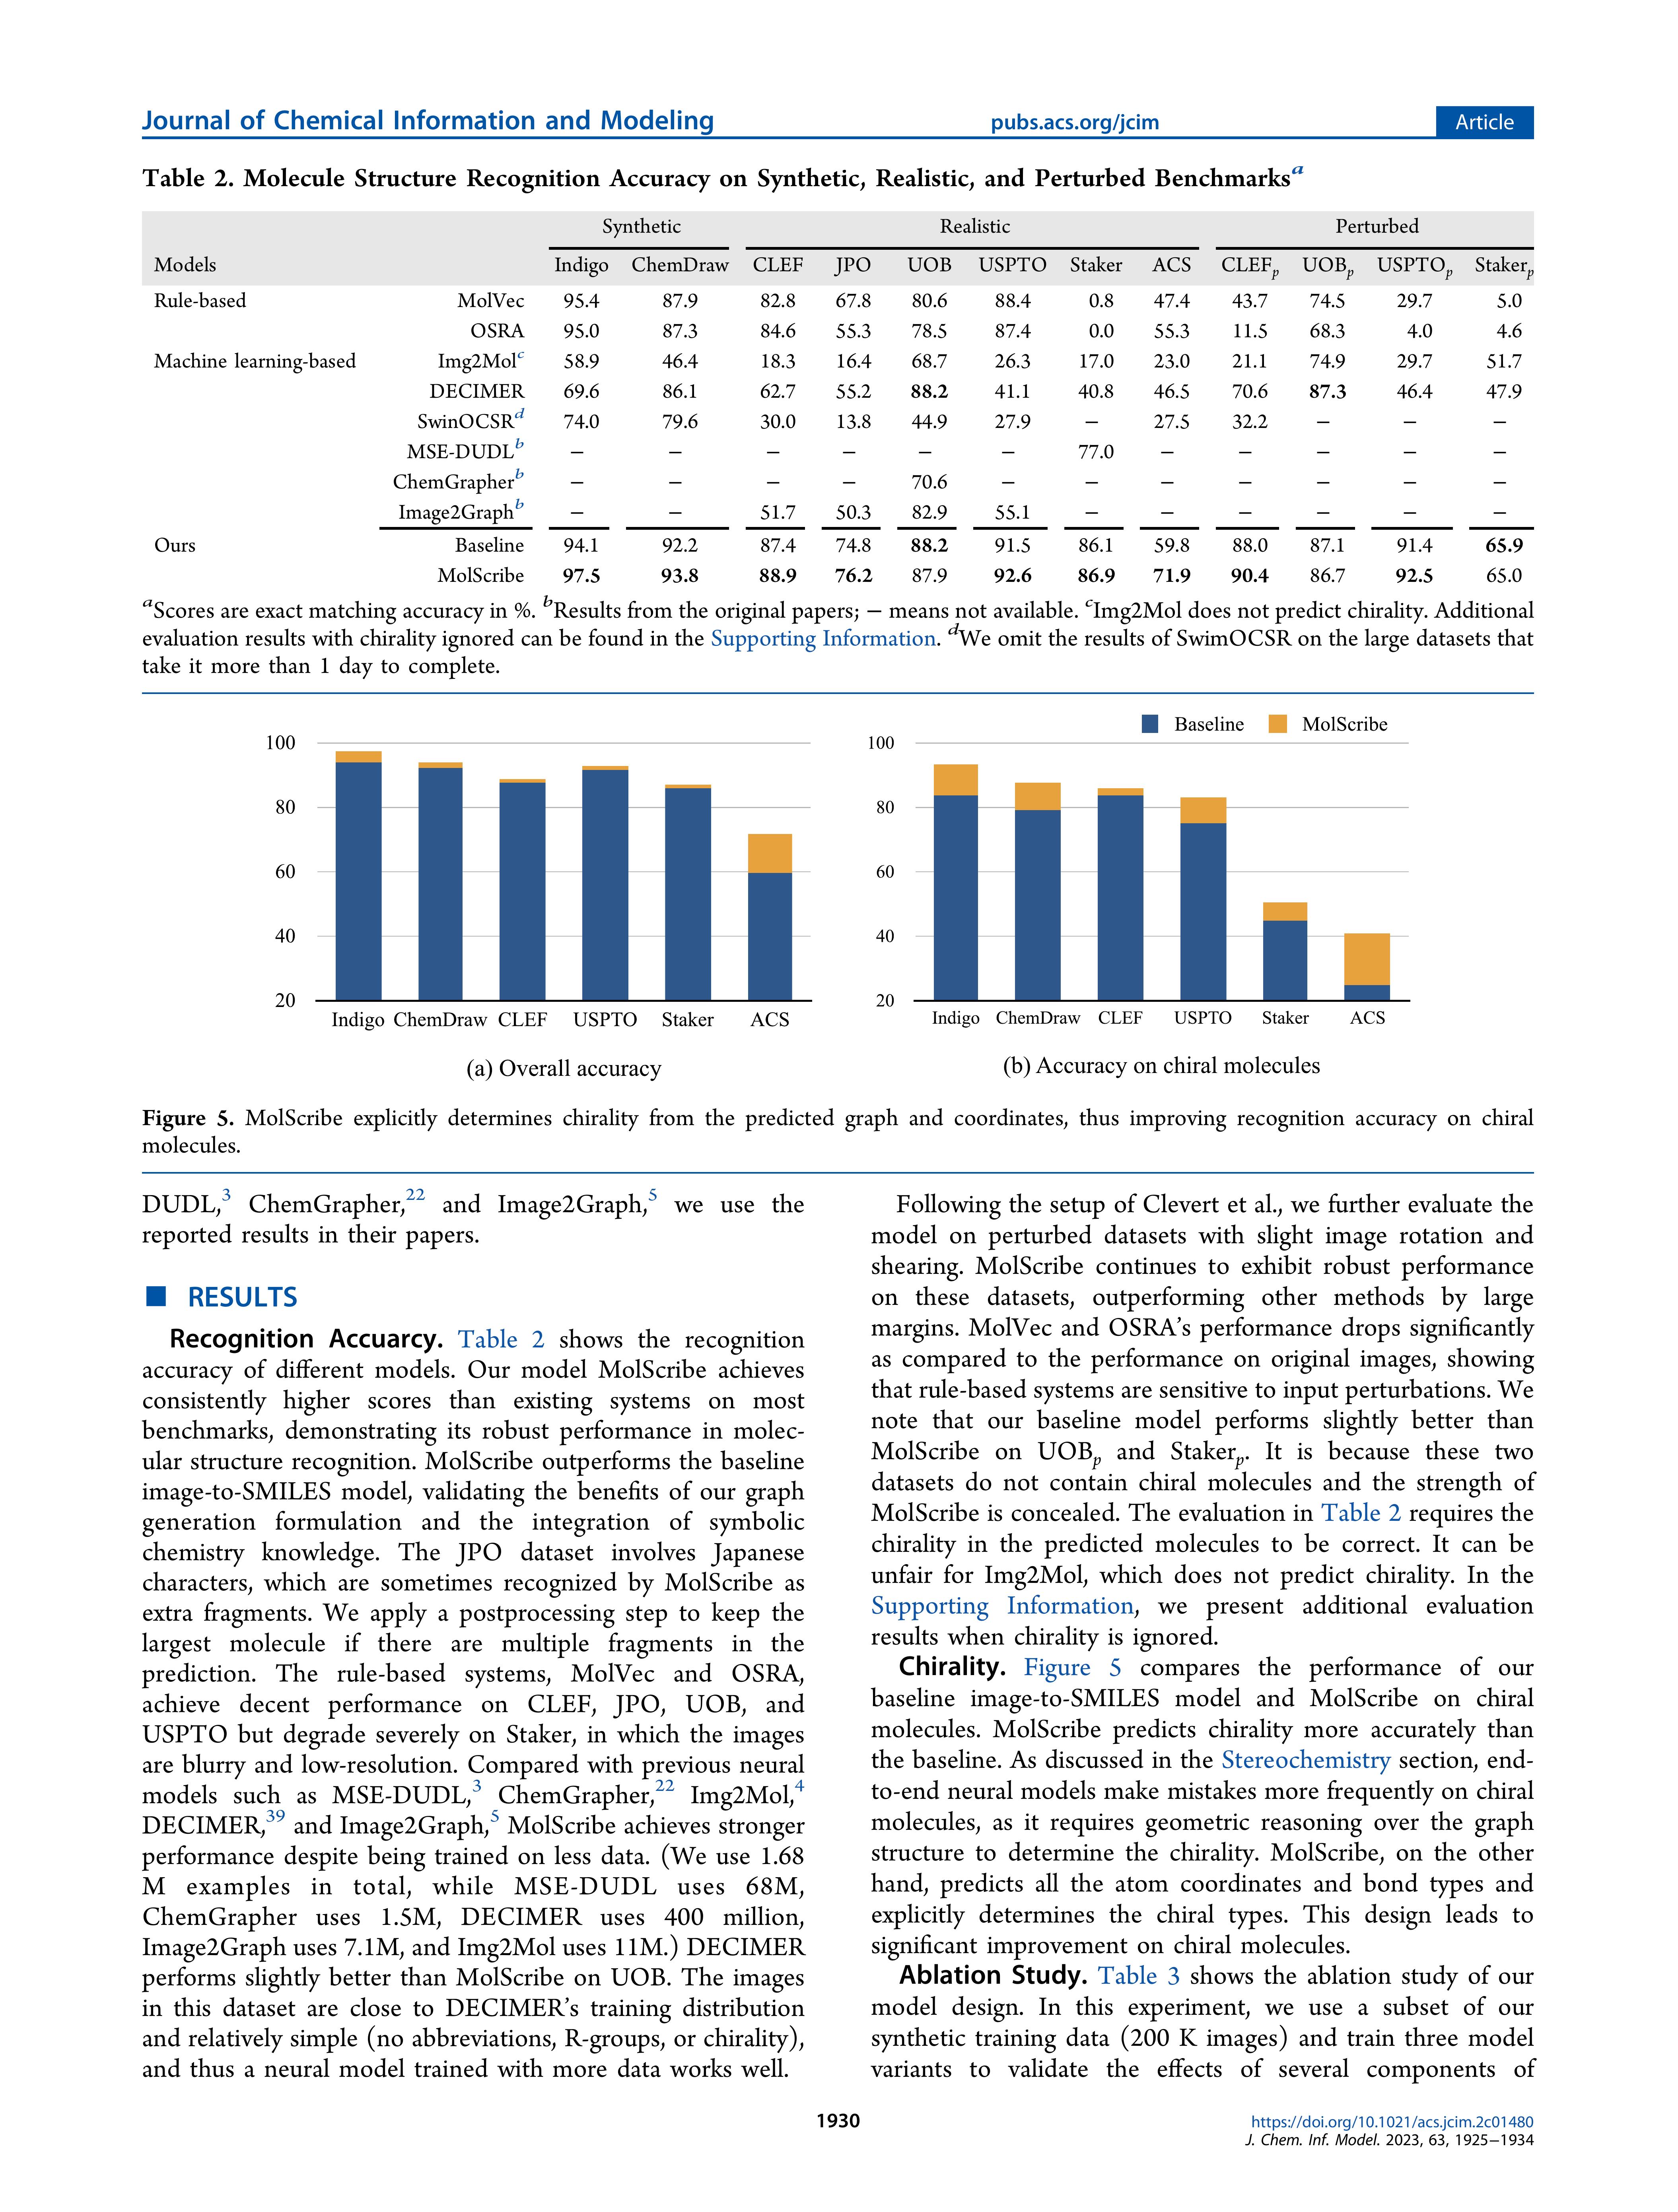 Journal of Chemical Information and Modeling
pubs.acs.org/jcim
Article
Table 2. Molecule Structure Recognition Accuracy on Synthetic, Realistic, and Perturbed Benchmarksa
Synthetic Realistic Perturbed
Models Indigo ChemDraw CLEF JPO UOB USPTO Staker ACS CLEFp UOBp USPTOp Stakerp
Rule-based MolVec 95.4 87.9 82.8 67.8 80.6 88.4 0.8 47.4 43.7 74.5 29.7 5.0
OSRA 95.0 87.3 84.6 55.3 78.5 87.4 0.0 55.3 11.5 68.3 4.0 4.6
Machine learning-based Img2Molc 58.9 46.4 18.3 16.4 68.7 26.3 17.0 23.0 21.1 74.9 29.7 51.7
DECIMER 69.6 86.1 62.7 55.2 88.2 41.1 40.8 46.5 70.6 87.3 46.4 47.9
SwinOCSRd 74.0 79.6 30.0 13.8 44.9 27.9 − 27.5 32.2 − − −
MSE-DUDLb − − − − − − 77.0 − − − − −
ChemGrapherb − − − − 70.6 − − − − − − −
Image2Graphb − − 51.7 50.3 82.9 55.1 − − − − − −
Ours Baseline 94.1 92.2 87.4 74.8 88.2 91.5 86.1 59.8 88.0 87.1 91.4 65.9
MolScribe 97.5 93.8 88.9 76.2 87.9 92.6 86.9 71.9 90.4 86.7 92.5 65.0
aScores are exact matching accuracy in %. bResults from the original papers; − means not available. cImg2Mol does not predict chirality. Additional
evaluation results with chirality ignored can be found in the Supporting Information. dWe omit the results of SwimOCSR on the large datasets that
take it more than 1 day to complete.
100
80
60
40
20
Indigo ChemDraw CLEF USPTO Staker ACS
(a) Overall accuracy
Baseline MolScribe
100
80
60
40
20
Indigo ChemDraw CLEF USPTO Staker ACS
(b) Accuracy on chiral molecules
Figure 5. MolScribe explicitly determines chirality from the predicted graph and coordinates, thus improving recognition accuracy on chiral
molecules.
DUDL,3 ChemGrapher,22 and Image2Graph,5 we use the
reported results in their papers.
■ RESULTS
Recognition Accuarcy. Table 2 shows the recognition
accuracy of different models. Our model MolScribe achieves
consistently higher scores than existing systems on most
benchmarks, demonstrating its robust performance in molec-
ular structure recognition. MolScribe outperforms the baseline
image-to-SMILES model, validating the benefits of our graph
generation formulation and the integration of symbolic
chemistry knowledge. The JPO dataset involves Japanese
characters, which are sometimes recognized by MolScribe as
extra fragments. We apply a postprocessing step to keep the
largest molecule if there are multiple fragments in the
prediction. The rule-based systems, MolVec and OSRA,
achieve decent performance on CLEF, JPO, UOB, and
USPTO but degrade severely on Staker, in which the images
are blurry and low-resolution. Compared with previous neural
models such as MSE-DUDL,3 ChemGrapher,22 Img2Mol,4
DECIMER,39 and Image2Graph,5 MolScribe achieves stronger
performance despite being trained on less data. (We use 1.68
M examples in total, while MSE-DUDL uses 68M,
ChemGrapher uses 1.5M, DECIMER uses 400 million,
Image2Graph uses 7.1M, and Img2Mol uses 11M.) DECIMER
performs slightly better than MolScribe on UOB. The images
in this dataset are close to DECIMER's training distribution
and relatively simple (no abbreviations, R-groups, or chirality),
and thus a neural model trained with more data works well.
Following the setup of Clevert et al., we further evaluate the
model on perturbed datasets with slight image rotation and
shearing. MolScribe continues to exhibit robust performance
on these datasets, outperforming other methods by large
margins. MolVec and OSRA's performance drops significantly
as compared to the performance on original images, showing
that rule-based systems are sensitive to input perturbations. We
note that our baseline model performs slightly better than
MolScribe on UOBp and Stakerp. It is because these two
datasets do not contain chiral molecules and the strength of
MolScribe is concealed. The evaluation in Table 2 requires the
chirality in the predicted molecules to be correct. It can be
unfair for Img2Mol, which does not predict chirality. In the
Supporting Information, we present additional evaluation
results when chirality is ignored.
Chirality. Figure 5 compares the performance of our
baseline image-to-SMILES model and MolScribe on chiral
molecules. MolScribe predicts chirality more accurately than
the baseline. As discussed in the Stereochemistry section, end-
to-end neural models make mistakes more frequently on chiral
molecules, as it requires geometric reasoning over the graph
structure to determine the chirality. MolScribe, on the other
hand, predicts all the atom coordinates and bond types and
explicitly determines the chiral types. This design leads to
significant improvement on chiral molecules.
Ablation Study. Table 3 shows the ablation study of our
model design. In this experiment, we use a subset of our
synthetic training data (200 K images) and train three model
variants to validate the effects of several components of
1930
https://doi.org/10.1021/acs.jcim.2c01480
J. Chem. Inf. Model. 2023, 63, 1925−1934